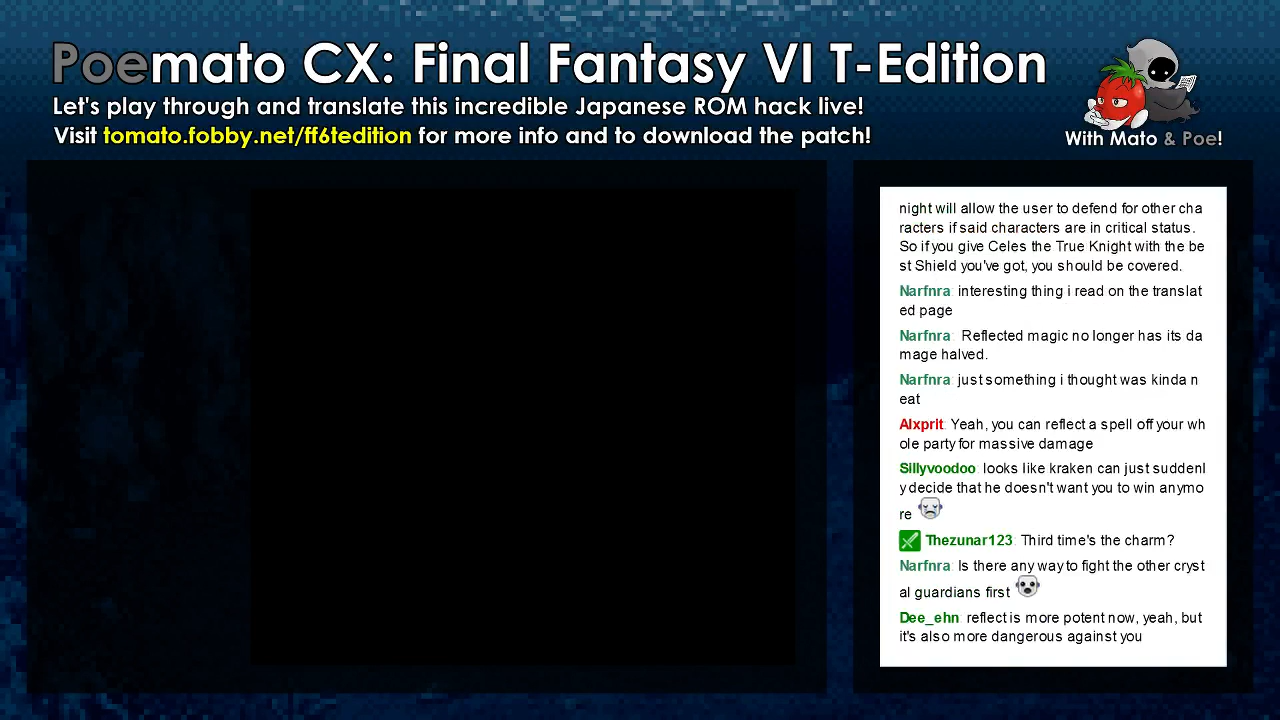 Poemato CX: Final Fantasy VI T-Edition
Let's play through and translate this incredible Japanese ROM hack live!
Visit tomato.fobby.net/ff6tedition for more info and to download the patch!
With Mato & Poe!
night will allow the user to defend for other cha
racters if said characters are in critical status.
So if you give Celes the True Knight with the be
st Shield you've got, you should be covered.
Narfnra: interesting thing i read on the translat
ed page
Narfnra: Reflected magic no longer has its da
mage halved.
Narfnra: just something i thought was kinda n
eat
Alxprit: Yeah, you can reflect a spell off your wh
ole party for massive damage
Sillyvoodoo: looks like kraken can just suddenl
y decide that he doesn't want you to win anymo
re
Thezunar123: Third time's the charm?
Narfnra: Is there any way to fight the other cryst
al guardians first
Dee_ehn: reflect is more potent now, yeah, but
it's also more dangerous against you